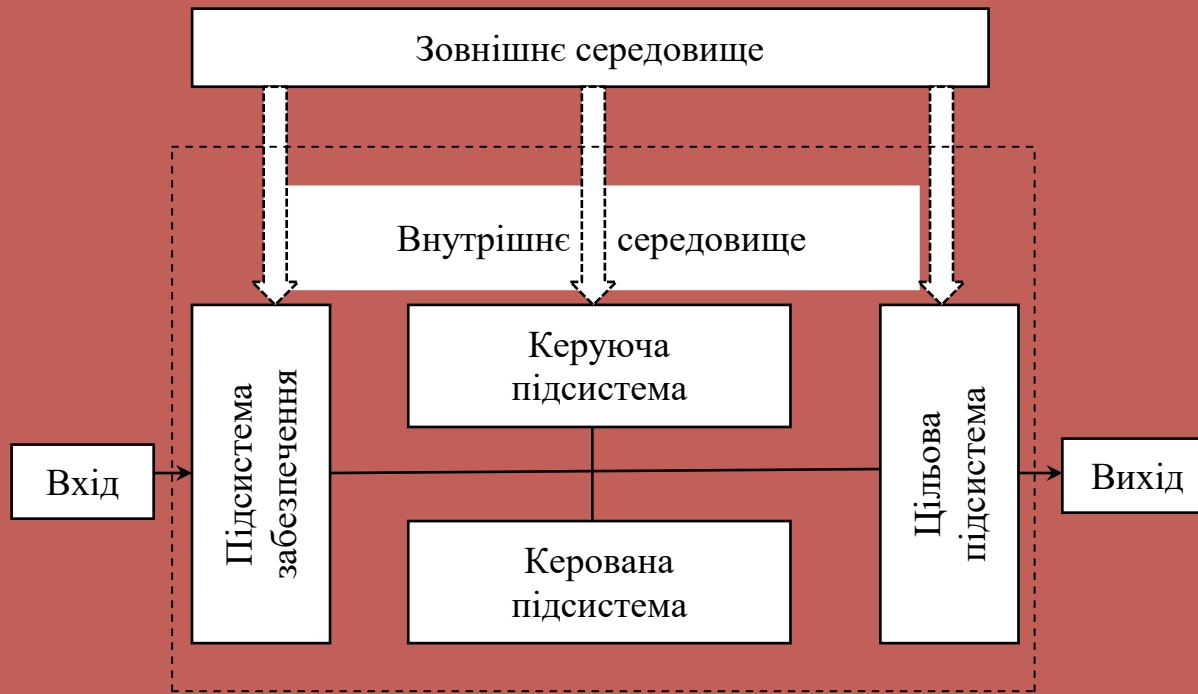 Зовнішнє середовище
Внутрішнє середовище
Керуюча
підсистема
Підсистема
забезпечення
Цільова
підсистема
Вхід
Вихід
Керована
підсистема